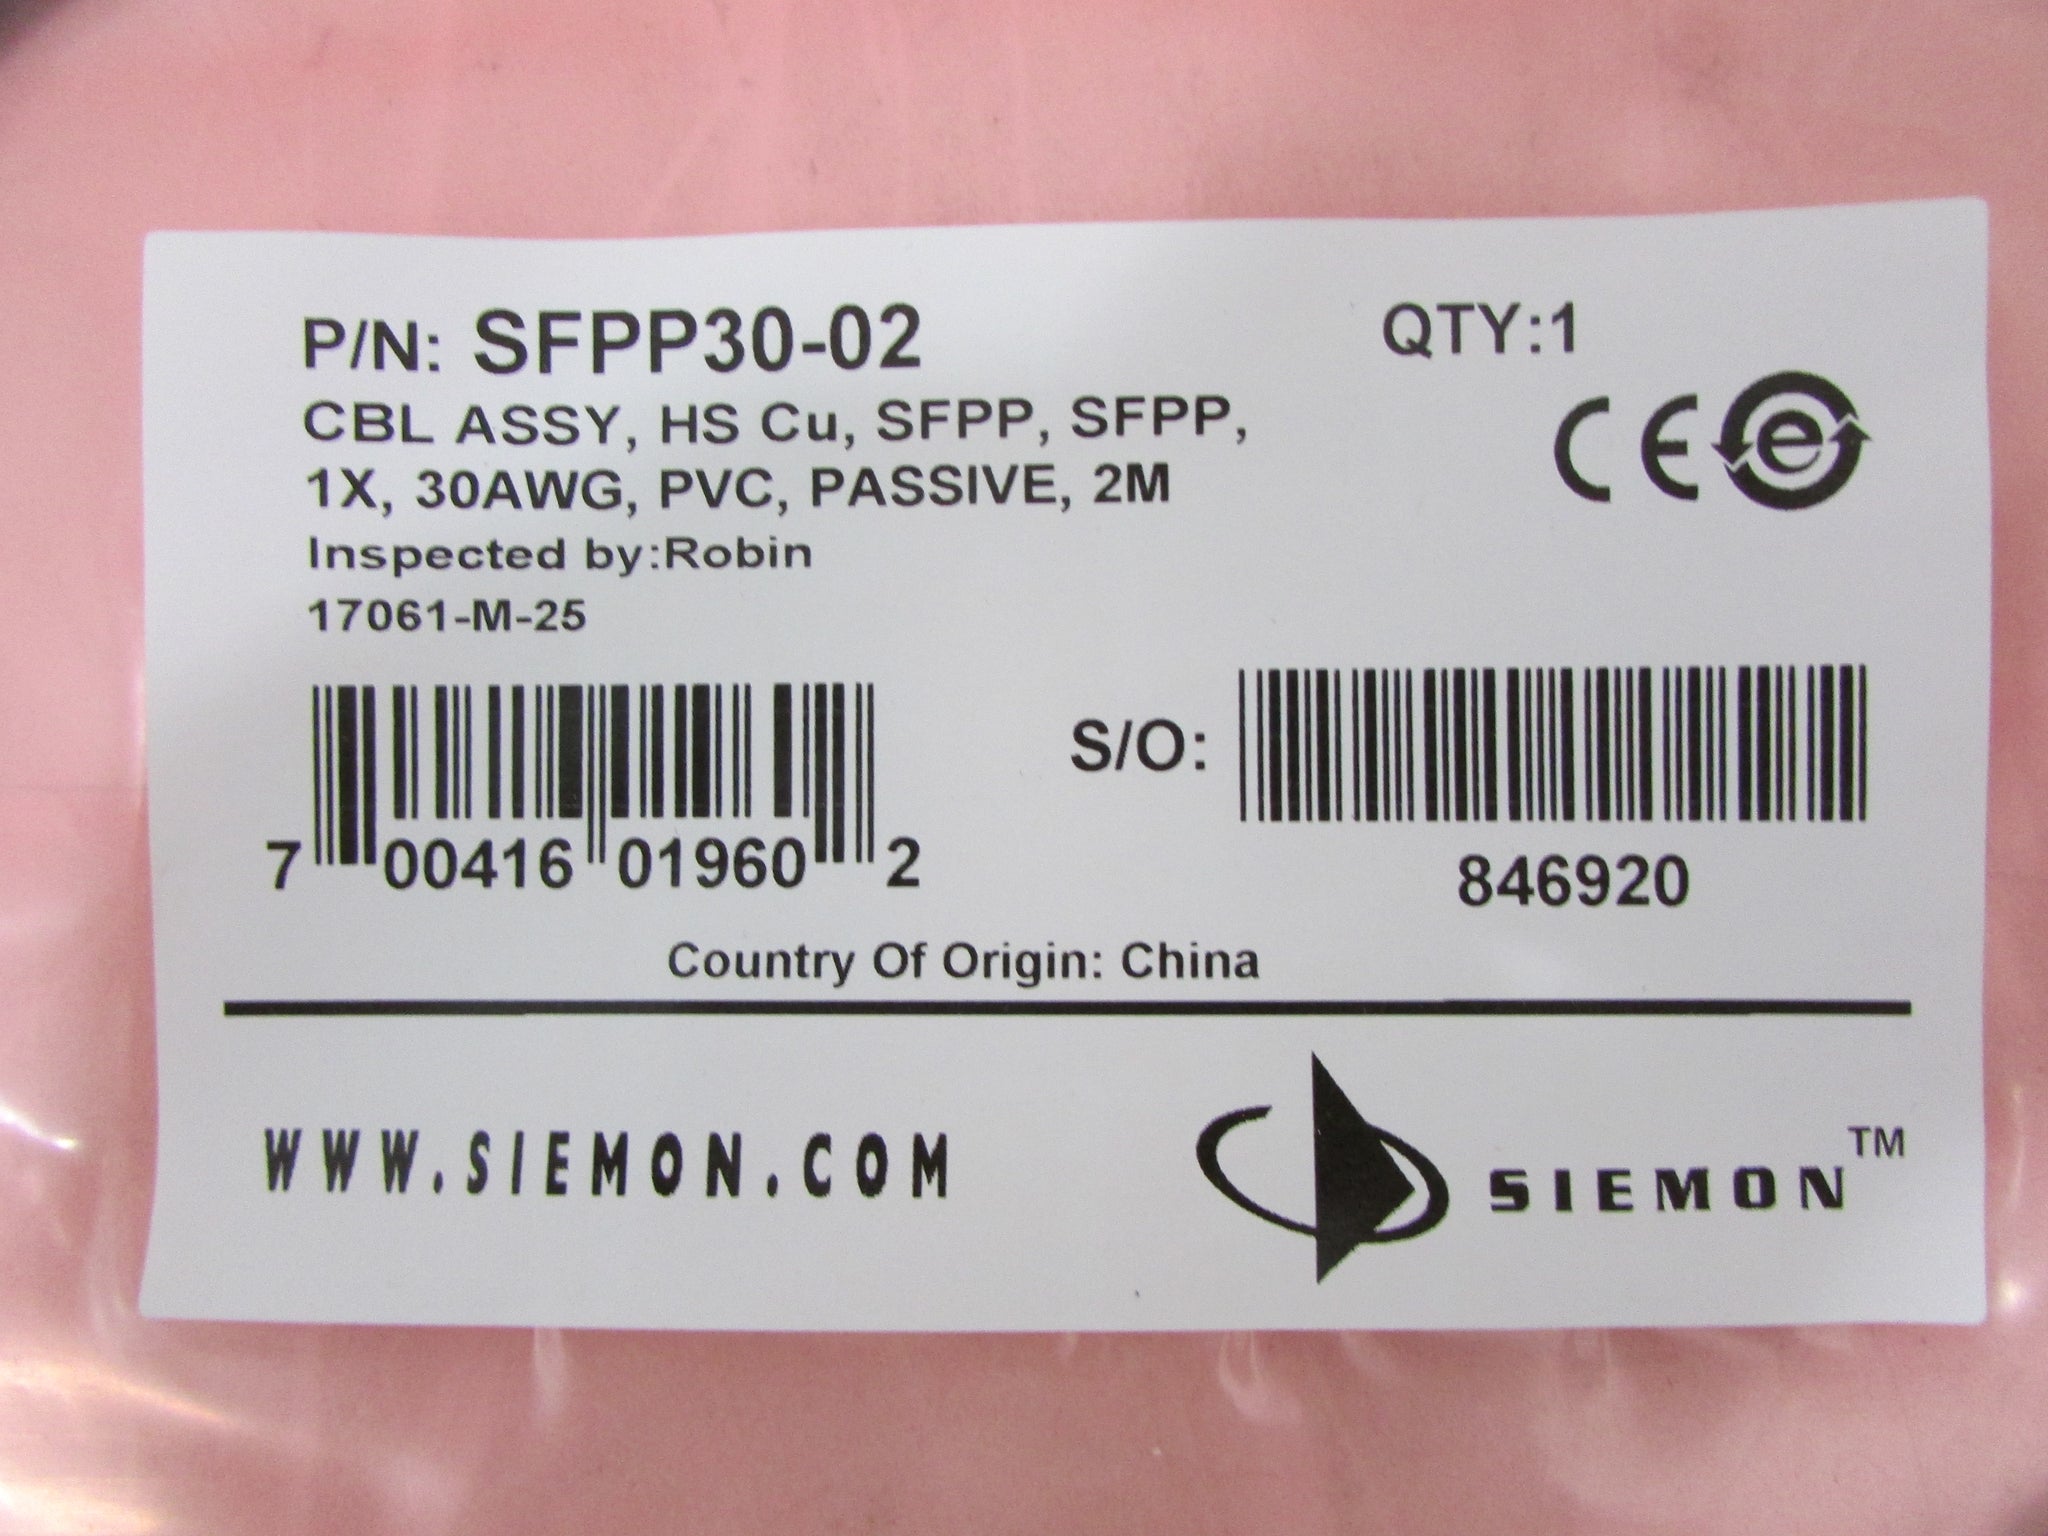 P/N: SFPP30-02
QTY:1
CBL ASSY, HS Cu, SFPP, SFPP,
1X, 30AWG, PVC, PASSIVE, 2M
CE e
Inspected by:Robin
17061-M-25
7 00416 01960 2
S/O:
846920
Country Of Origin: China
WWW.SIEMON.COM
SIEMON™